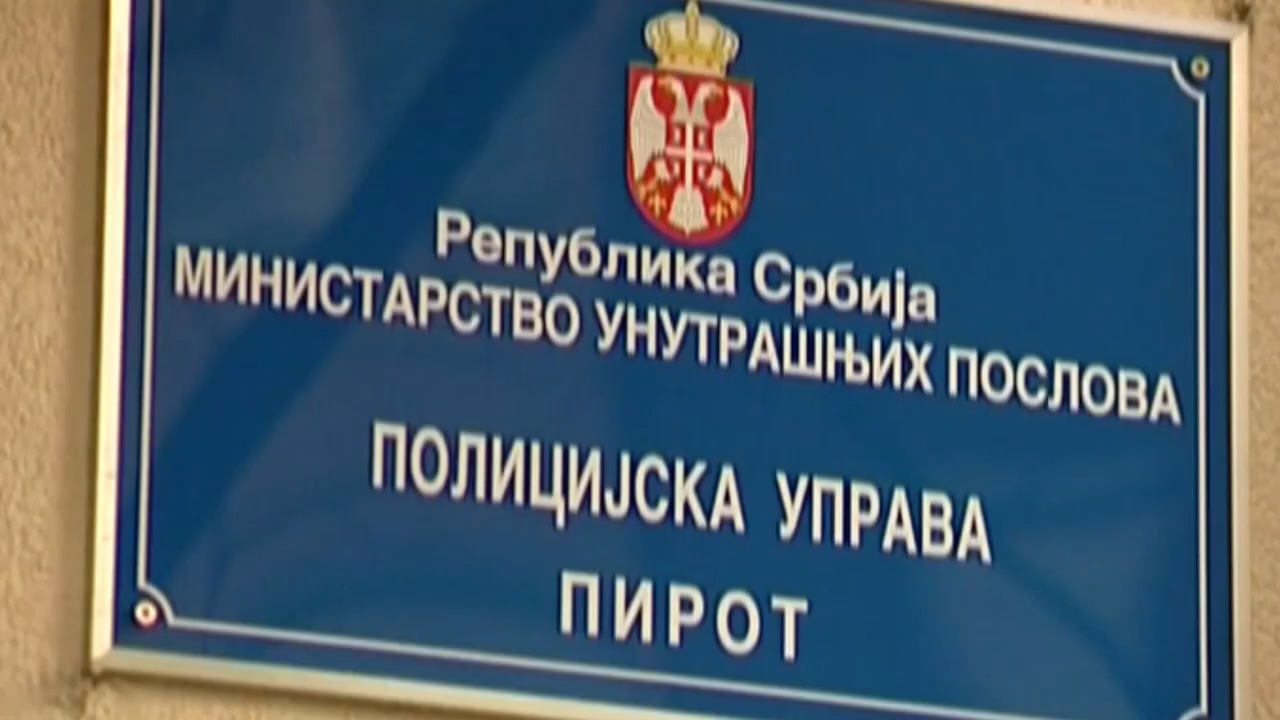 Република Србија
МИНИСТАРСТВО УНУТРАШЊИХ ПОСЛОВА
ПОЛИЦИЈСКА УПРАВА
ПИРОТ